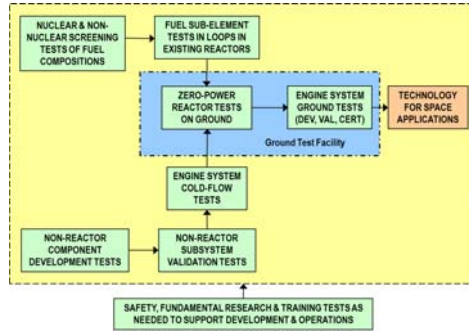 NUCLEAR & NON-
NUCLEAR SCREENING
TESTS OF FUEL
COMPOSITIONS
FUEL SUB-ELEMENT
TESTS IN LOOPS IN
EXISTING REACTORS
ZERO-POWER
REACTOR TESTS
ON GROUND
ENGINE SYSTEM
GROUND TESTS
(DEV, VAL, CERT)
TECHNOLOGY
FOR SPACE
APPLICATIONS
Ground Test Facility
ENGINE SYSTEM
COLD-FLOW
TESTS
NON-REACTOR
COMPONENT
DEVELOPMENT TESTS
NON-REACTOR
SUBSYSTEM
VALIDATION TESTS
SAFETY, FUNDAMENTAL RESEARCH & TRAINING TESTS AS
NEEDED TO SUPPORT DEVELOPMENT & OPERATIONS